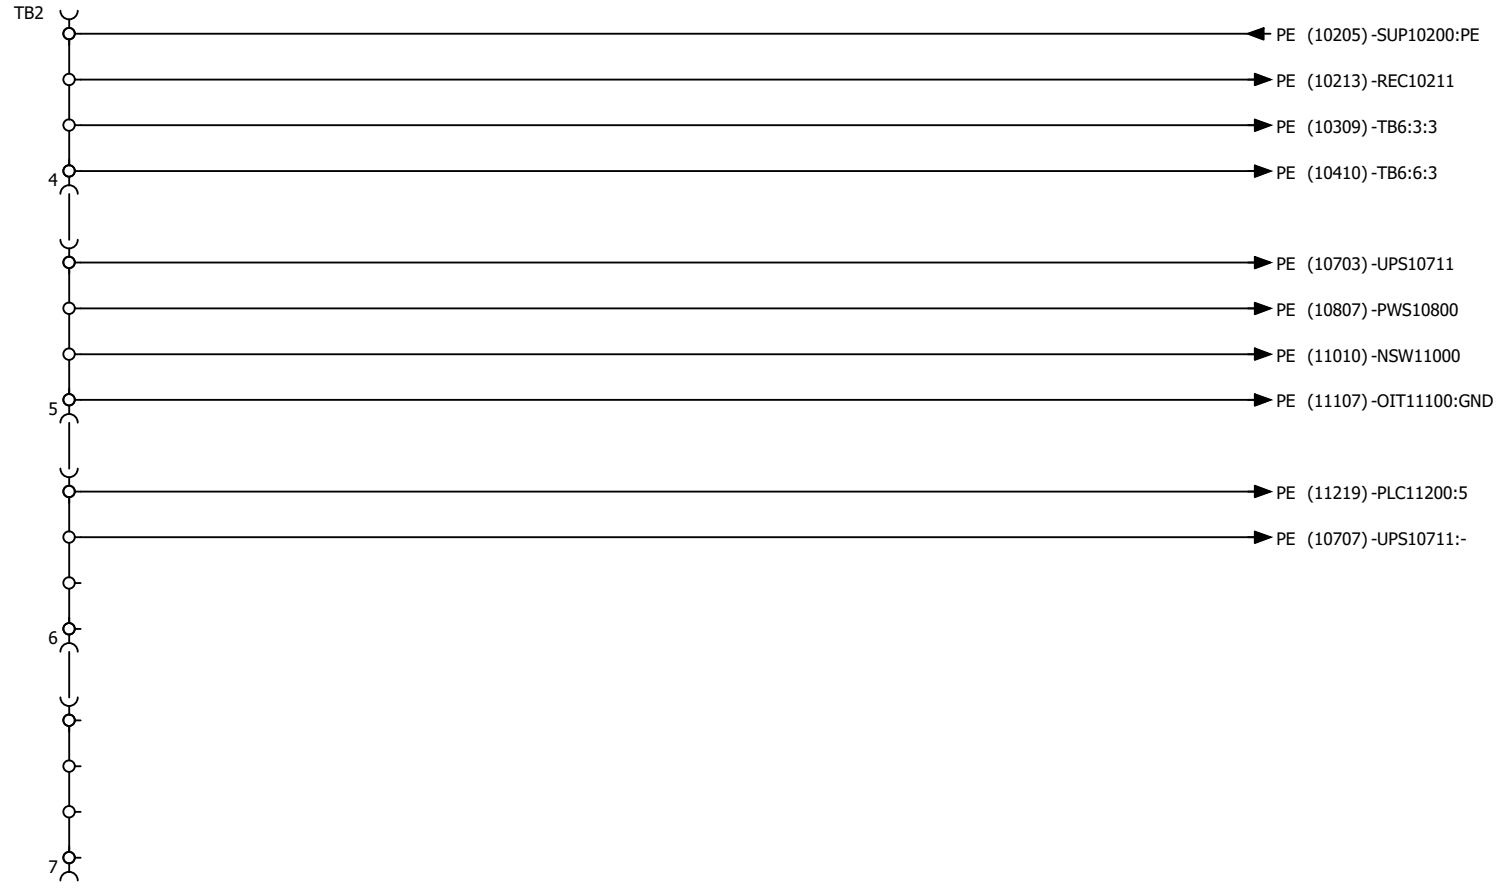 TB2
PE (10205) -SUP10200:PE
PE (10213) -REC10211
PE (10309) -TB6:3:3
4 PE (10410) -TB6:6:3
PE (10703) -UPS10711
PE (10807) -PWS10800
PE (11010) -NSW11000
5 PE (11107) -OIT11100:GND
PE (11219) -PLC11200:5
PE (10707) -UPS10711:-
6
7